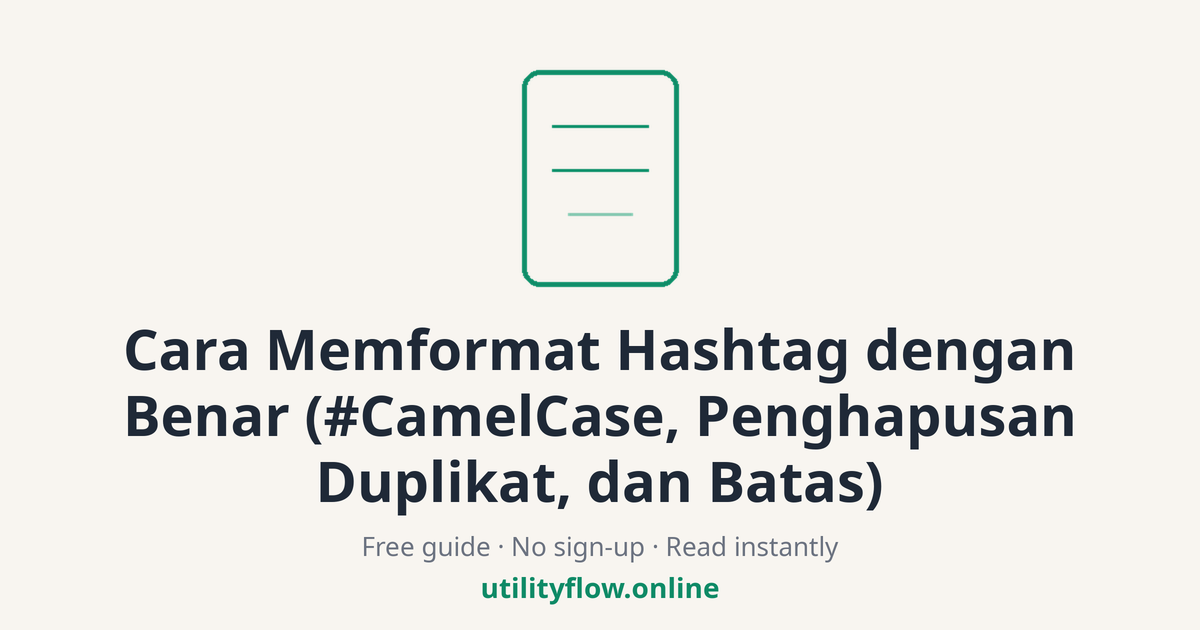 Cara Memformat Hashtag dengan
Benar (#CamelCase, Penghapusan
Duplikat, dan Batas)
Free guide · No sign-up · Read instantly
utilityflow.online